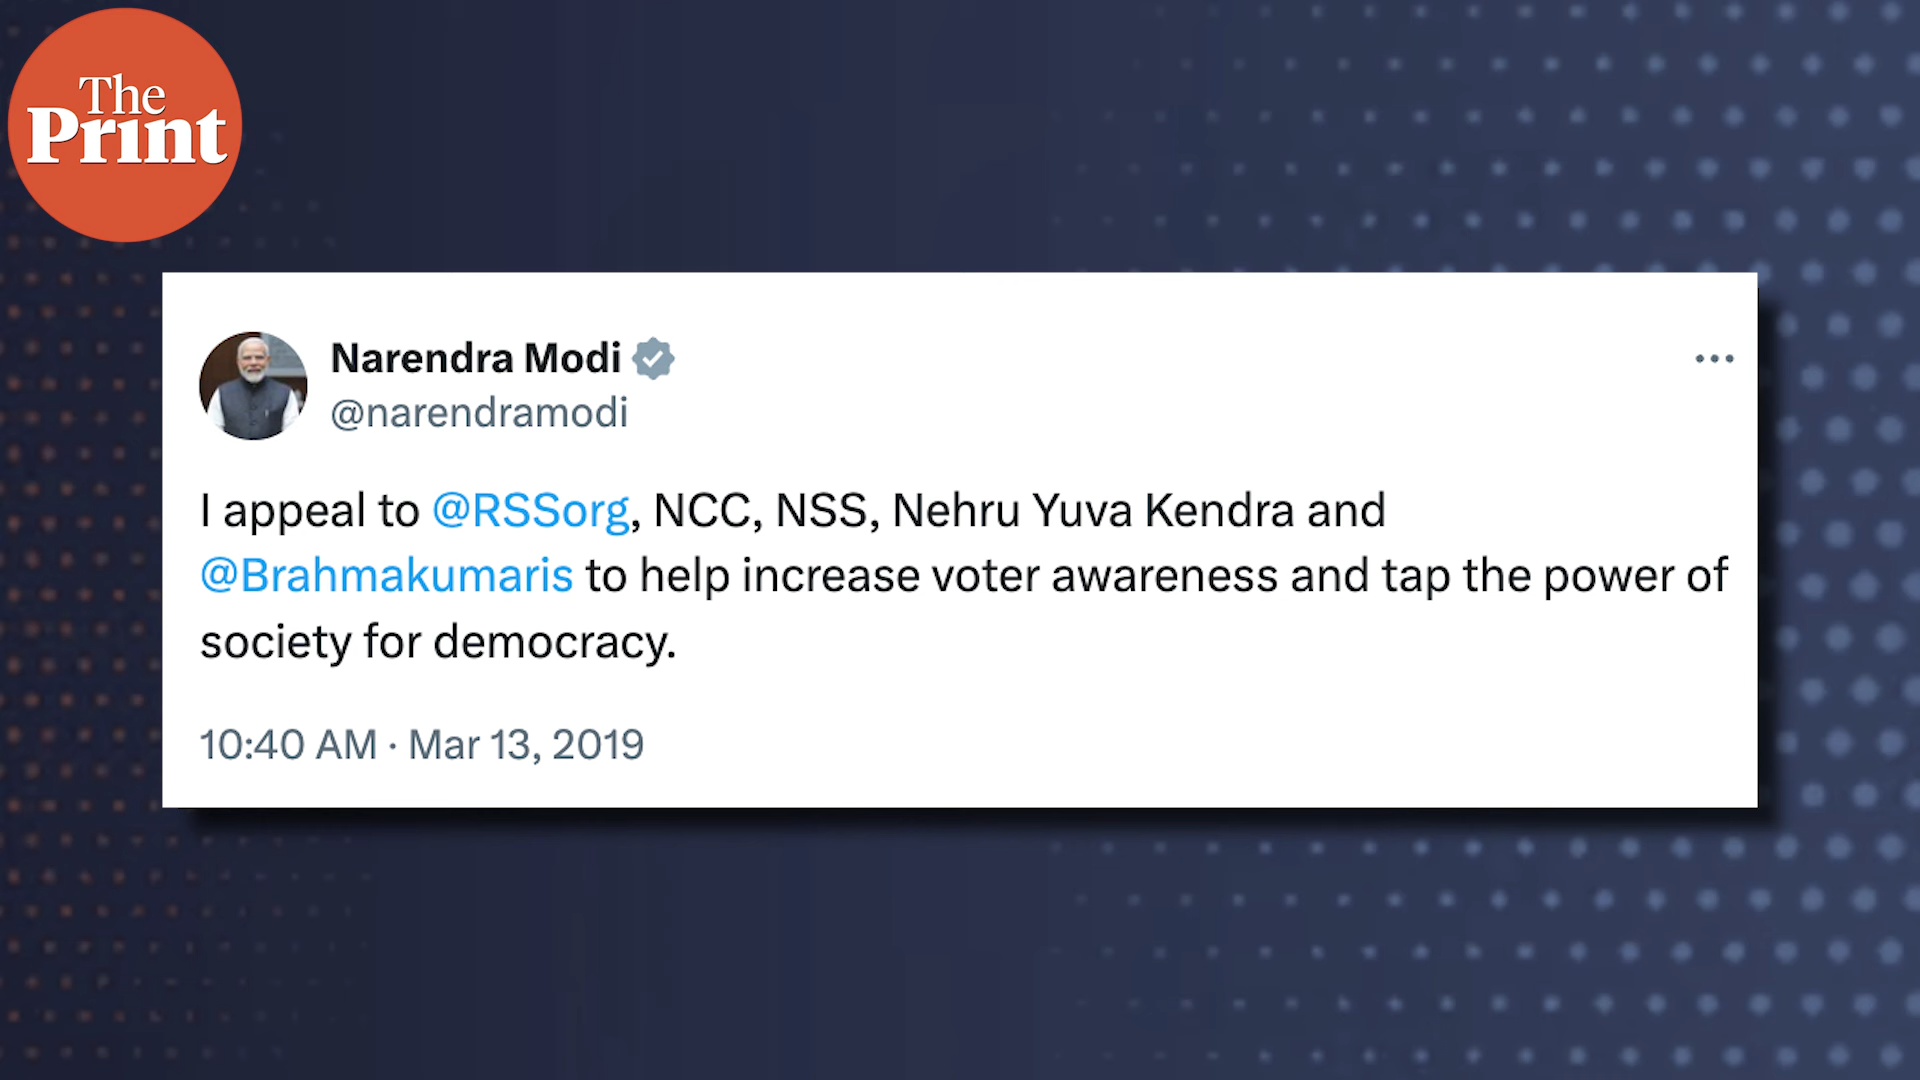 The
Print
Narendra Modi
@narendramodi
I appeal to @RSSorg, NCC, NSS, Nehru Yuva Kendra and
@Brahmakumaris to help increase voter awareness and tap the power of
society for democracy.
10:40 AM · Mar 13, 2019